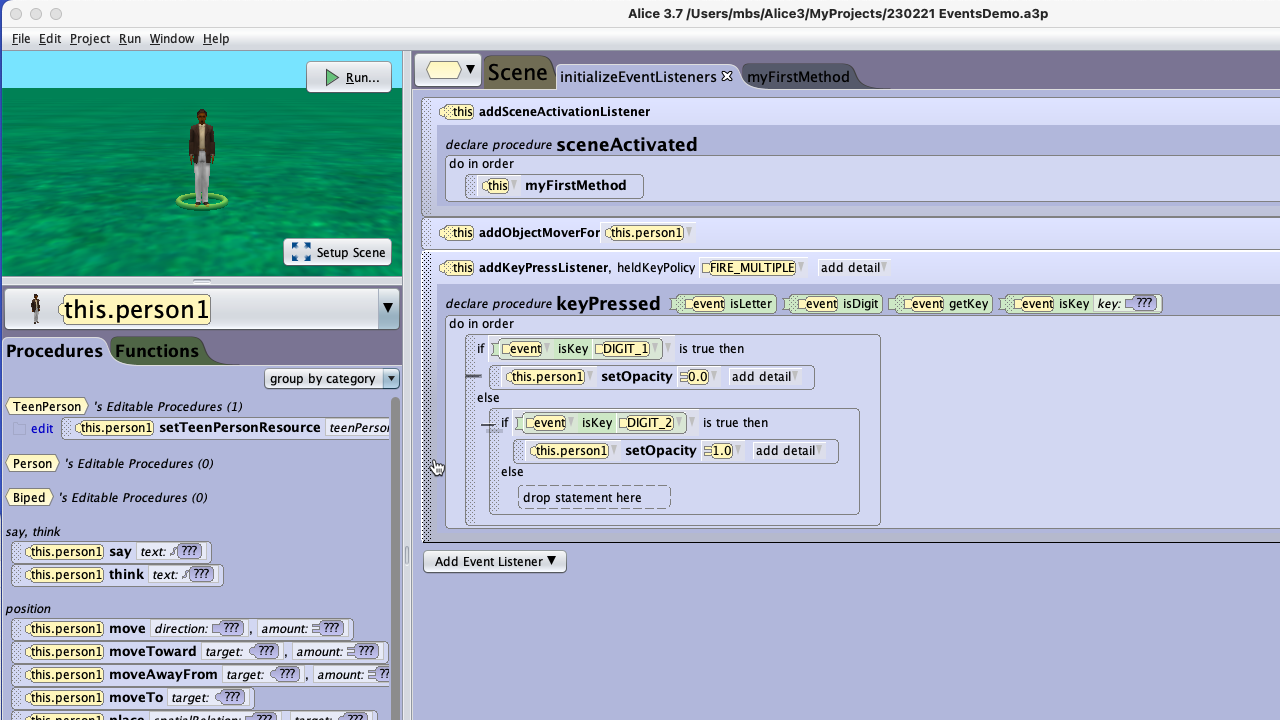 Alice 3.7 /Users/mbs/Alice3/MyProjects/230221 EventsDemo.a3p
File Edit Project Run Window Help
Run...
Setup Scene
this.person1
Procedures Functions
group by category
TeenPerson 's Editable Procedures (1)
edit this.person1 setTeenPersonResource teenPerson
Person 's Editable Procedures (0)
Biped 's Editable Procedures (0)
say, think
this.person1 say text: ???
this.person1 think text: ???
position
this.person1 move direction: ??? , amount: ???
this.person1 moveToward target: ??? , amount: ???
this.person1 moveAwayFrom target: ??? , amount: ??
this.person1 moveTo target: ???
this.person1 place spatialRelation: ??? , target: ???
Scene initializeEventListeners myFirstMethod
this addSceneActivationListener
declare procedure sceneActivated
do in order
this myFirstMethod
this addObjectMoverFor this.person1
this addKeyPressListener, heldKeyPolicy FIRE_MULTIPLE add detail
declare procedure keyPressed event isLetter event isDigit event getKey event isKey key: ???
do in order
if event isKey DIGIT_1 is true then
this.person1 setOpacity 0.0 add detail
else
if event isKey DIGIT_2 is true then
this.person1 setOpacity 1.0 add detail
else
drop statement here
Add Event Listener